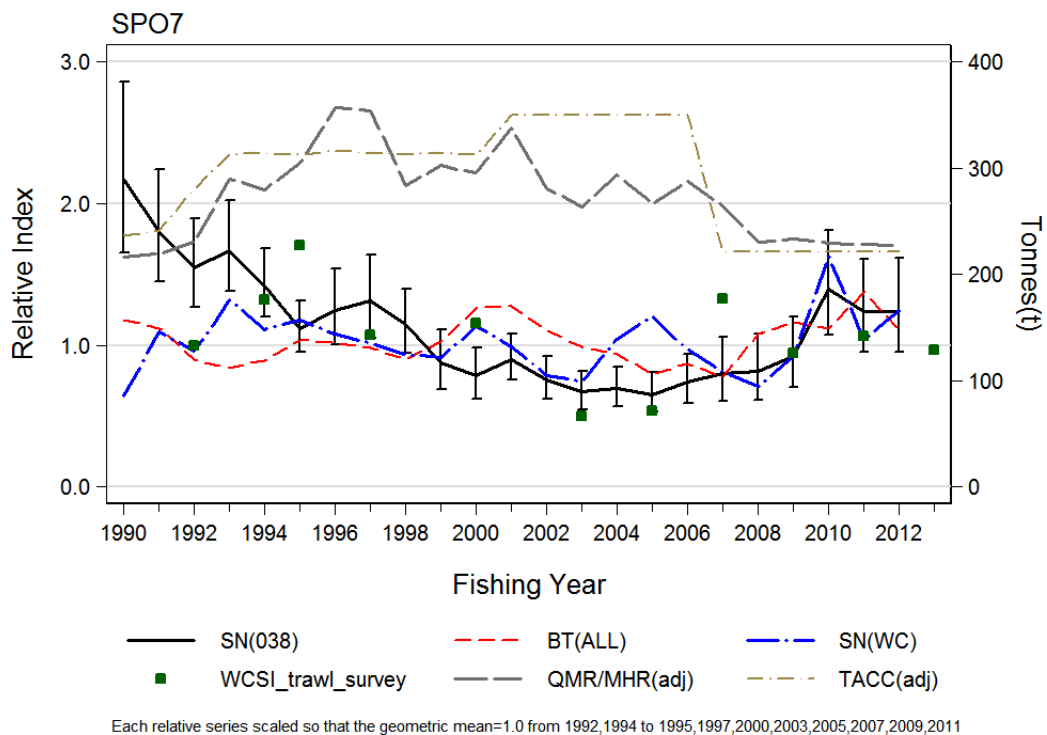 SPO7
3.0
2.0
1.0
0.0
Relative Index
400
300
200
100
0
Tonnes(t)
1990 1992 1994 1996 1998 2000 2002 2004 2006 2008 2010 2012
Fishing Year
SN(038) BT(ALL) SN(WC)
WCSI_trawl_survey QMR/MHR(adj) TACC(adj)
Each relative series scaled so that the geometric mean=1.0 from 1992,1994 to 1995,1997,2000,2003,2005,2007,2009,2011